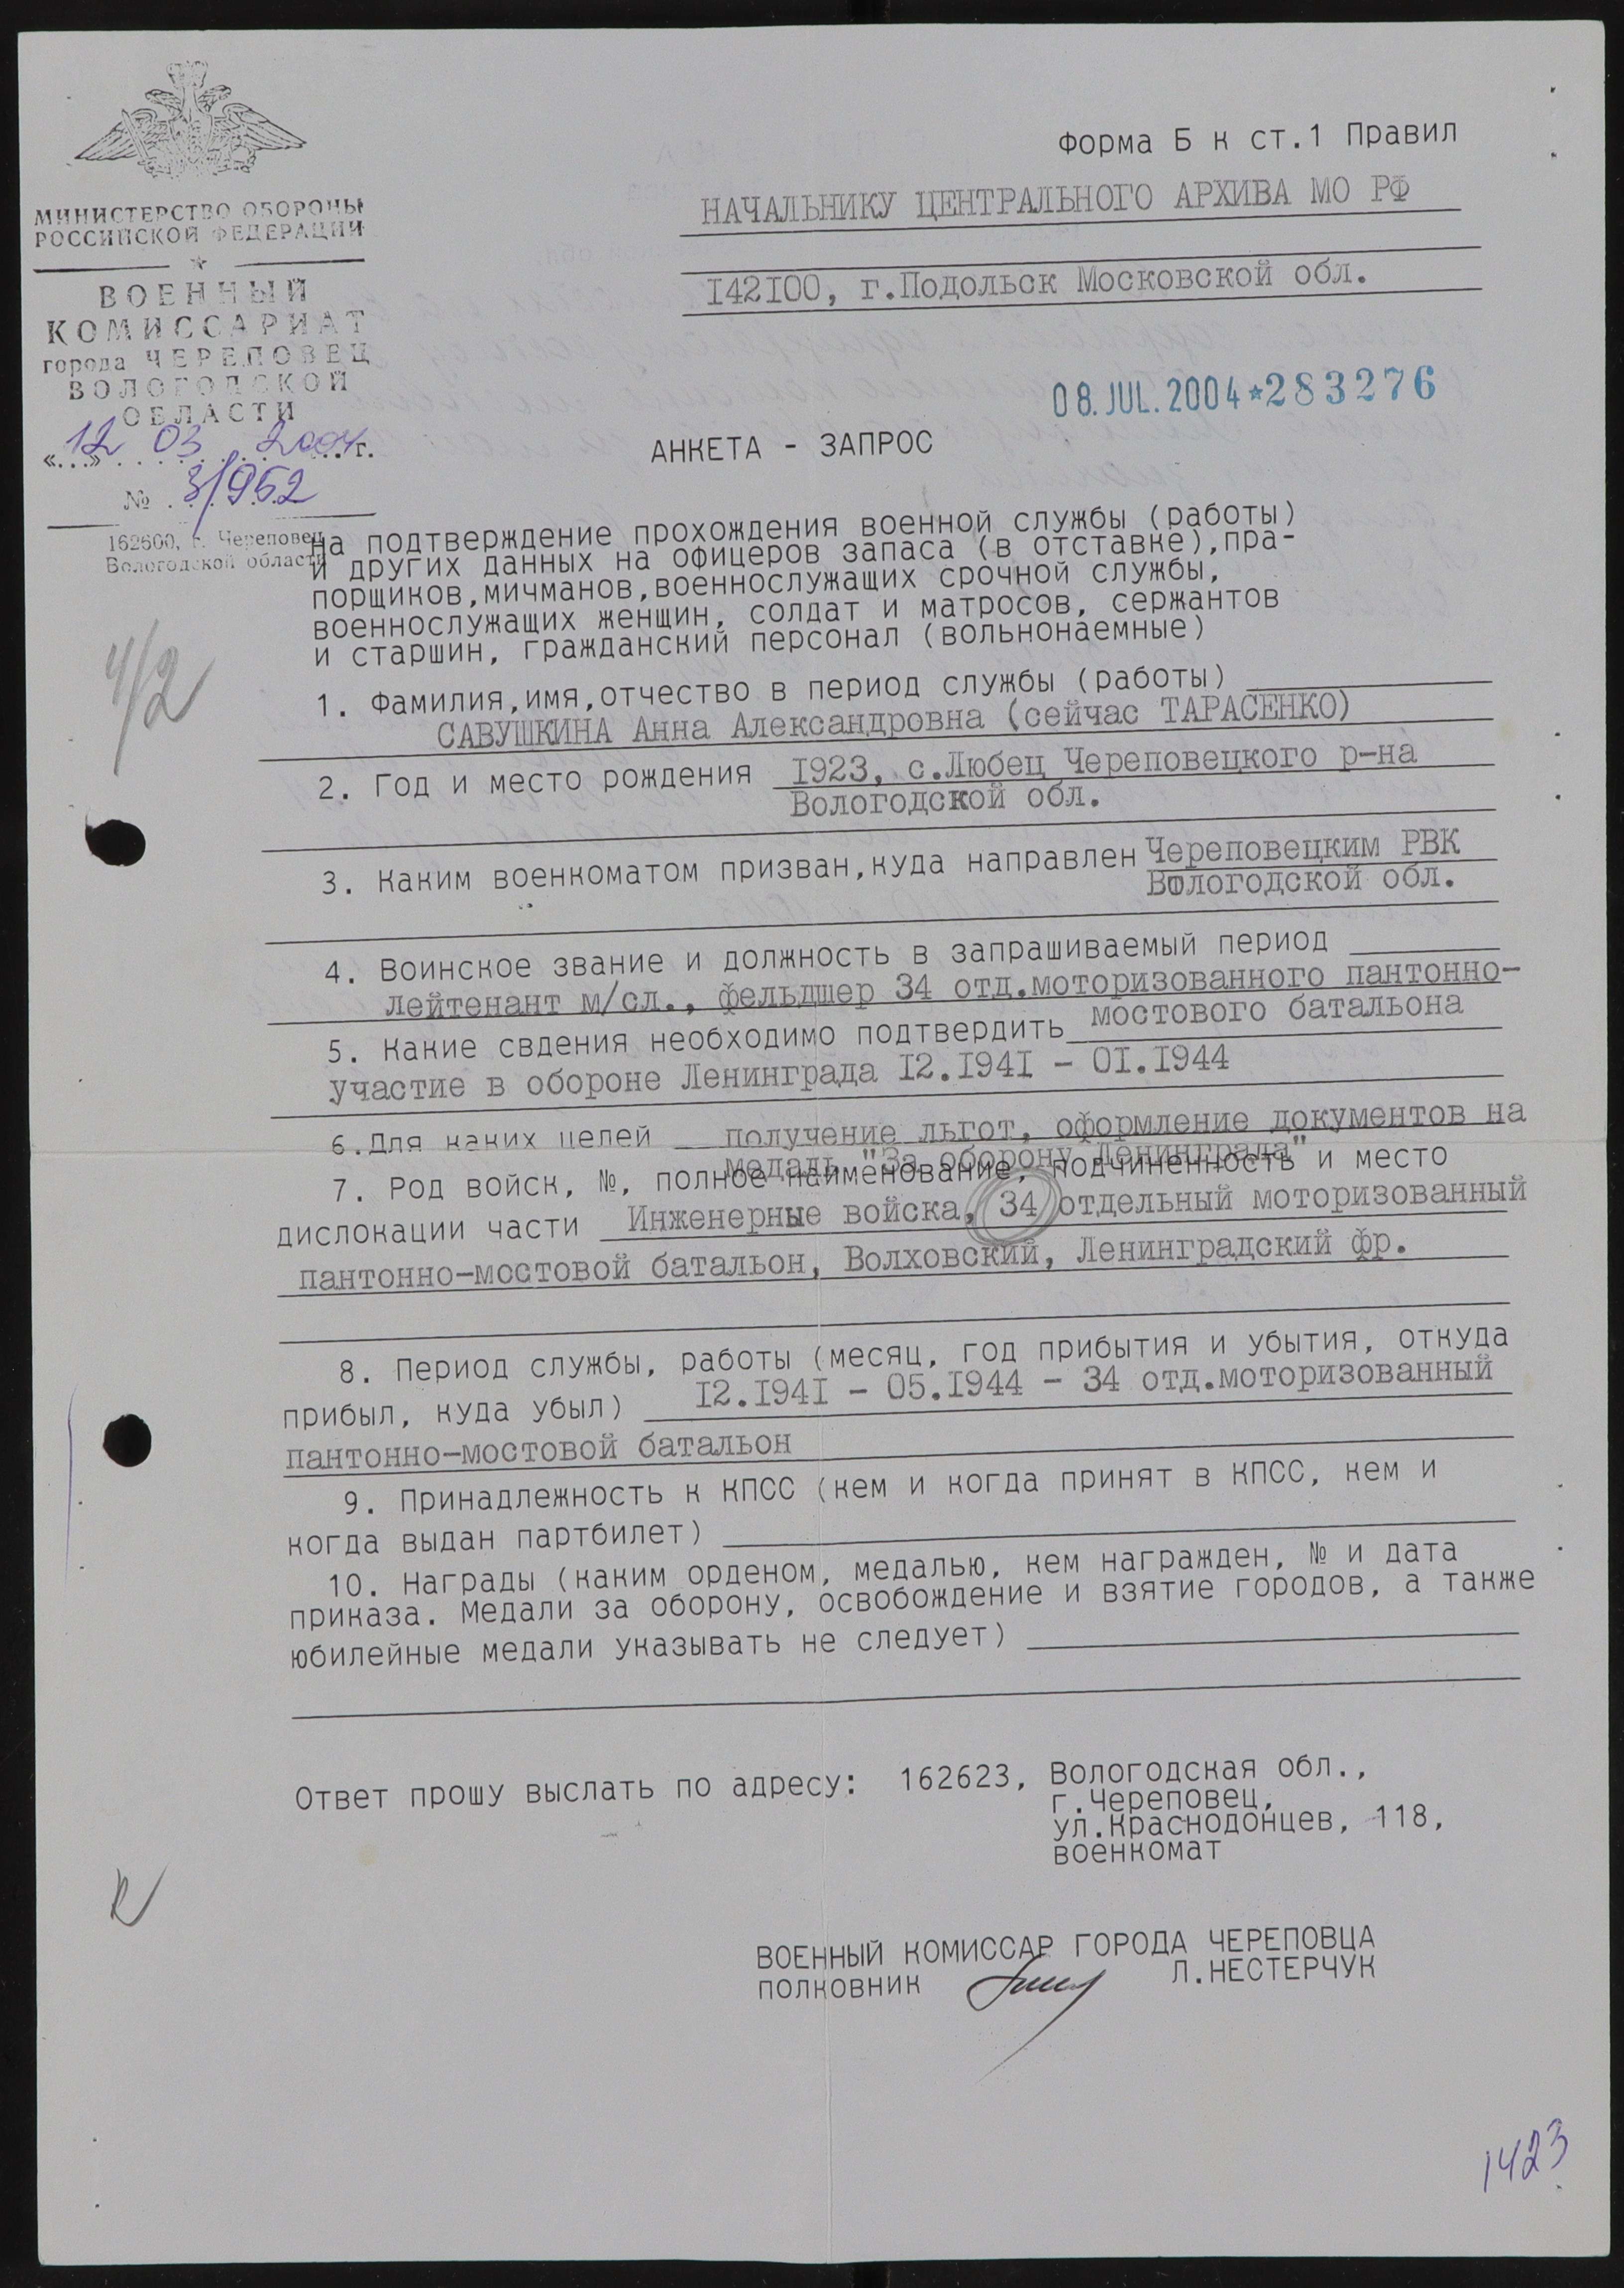 Форма Б к ст.1 Правил
МИНИСТЕРСТВО ОБОРОНЫ
РОССИЙСКОЙ ФЕДЕРАЦИИ
ВОЕННЫЙ
КОМИССАРИАТ
города ЧЕРЕПОВЕЦ
ВОЛОГОДСКОЙ
ОБЛАСТИ
«12» 03 2004 г.
№ 3/952
162600, г. Череповец
Вологодской области
НАЧАЛЬНИКУ ЦЕНТРАЛЬНОГО АРХИВА МО РФ
142100, г.Подольск Московской обл.
08. JUL. 2004 *283276
АНКЕТА - ЗАПРОС
на подтверждение прохождения военной службы (работы)
и других данных на офицеров запаса (в отставке),пра-
порщиков,мичманов,военнослужащих срочной службы,
военнослужащих женщин, солдат и матросов, сержантов
и старшин, гражданский персонал (вольнонаемные)
4/2
1. Фамилия,имя,отчество в период службы (работы)
САВУШКИНА Анна Александровна (сейчас ТАРАСЕНКО)
2. Год и место рождения 1923, с.Любец Череповецкого р-на
Вологодской обл.
3. Каким военкоматом призван,куда направлен Череповецким РВК
Вологодской обл.
4. Воинское звание и должность в запрашиваемый период
лейтенант м/сл., фельдшер 34 отд.моторизованного пантонно-
мостового батальона
5. Какие свдения необходимо подтвердить
участие в обороне Ленинграда 12.1941 - 01.1944
6.Для каких целей получение льгот, оформление документов на
медаль "За оборону Ленинграда"
7. Род войск, №, полное наименование, подчиненность и место
дислокации части Инженерные войска, 34 отдельный моторизованный
пантонно-мостовой батальон, Волховский, Ленинградский фр.
8. Период службы, работы (месяц, год прибытия и убытия, откуда
прибыл, куда убыл) 12.1941 - 05.1944 - 34 отд.моторизованный
пантонно-мостовой батальон
9. Принадлежность к КПСС (кем и когда принят в КПСС, кем и
когда выдан партбилет)
10. Награды (каким орденом, медалью, кем награжден, № и дата
приказа. Медали за оборону, освобождение и взятие городов, а также
юбилейные медали указывать не следует)
Ответ прошу выслать по адресу: 162623, Вологодская обл.,
г.Череповец,
ул.Краснодонцев, 118,
военкомат
ВОЕННЫЙ КОМИССАР ГОРОДА ЧЕРЕПОВЦА
ПОЛКОВНИК Л.НЕСТЕРЧУК
1423